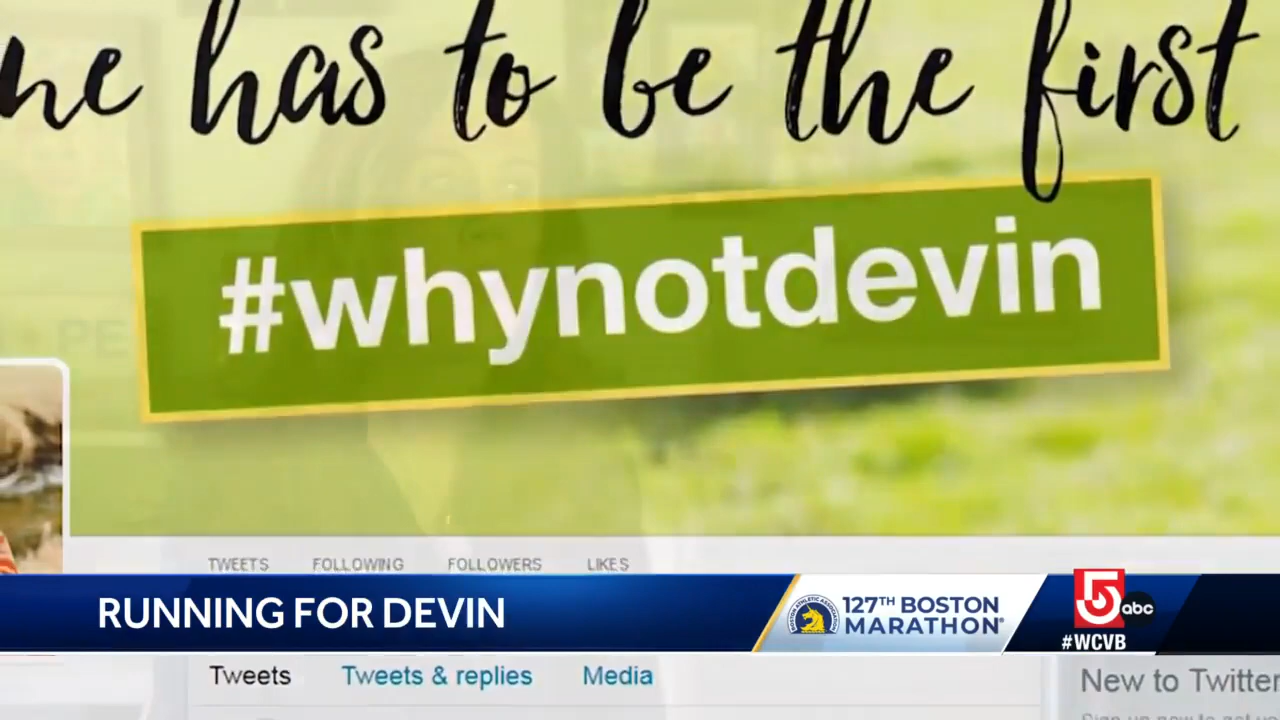 ne has to be the first
#whynotdevin
PE
TWEETS FOLLOWING FOLLOWERS LIKES
RUNNING FOR DEVIN
127TH BOSTON
MARATHON®
5 abc
#WCVB
Tweets Tweets & replies Media
New to Twitter